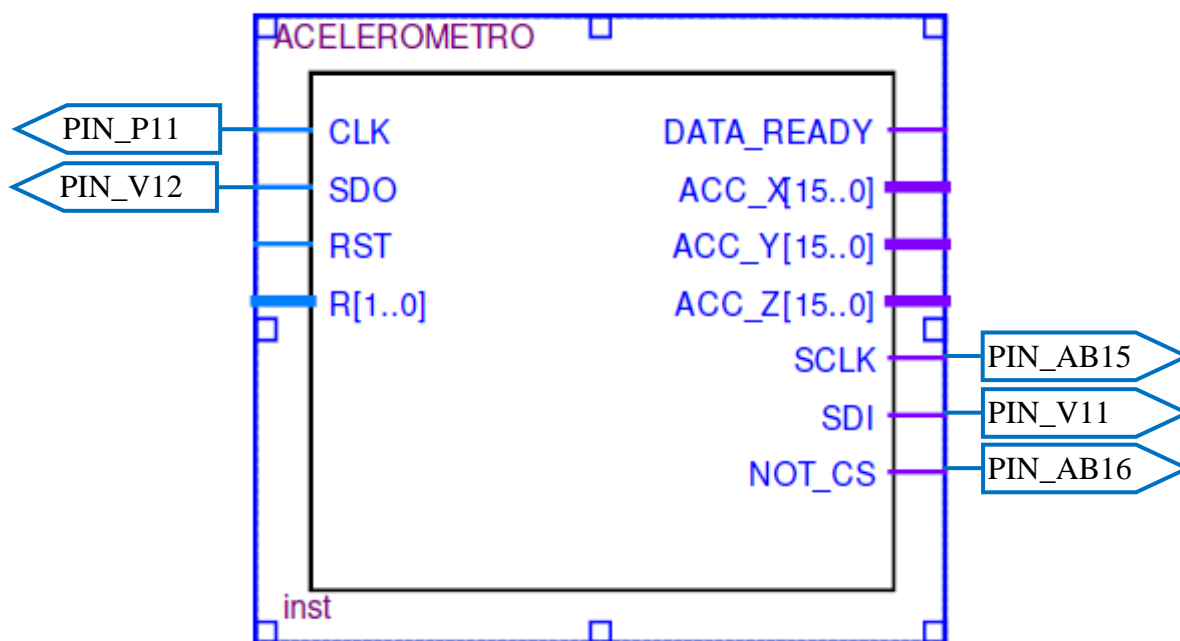 ACELEROMETRO
PIN_P11
CLK
DATA_READY
PIN_V12
SDO
ACC_X[15..0]
RST
ACC_Y[15..0]
R[1..0]
ACC_Z[15..0]
SCLK
PIN_AB15
SDI
PIN_V11
NOT_CS
PIN_AB16
inst